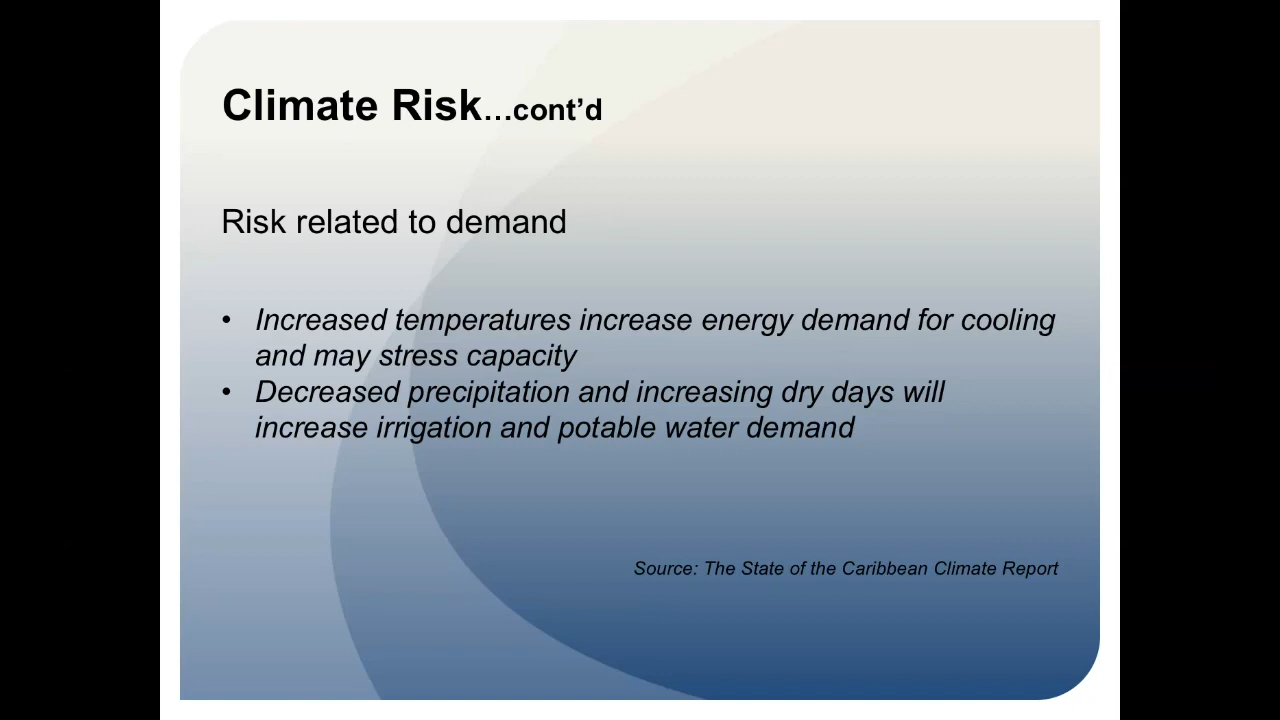 Climate Risk…cont’d
Risk related to demand
• Increased temperatures increase energy demand for cooling
and may stress capacity
• Decreased precipitation and increasing dry days will
increase irrigation and potable water demand
Source: The State of the Caribbean Climate Report